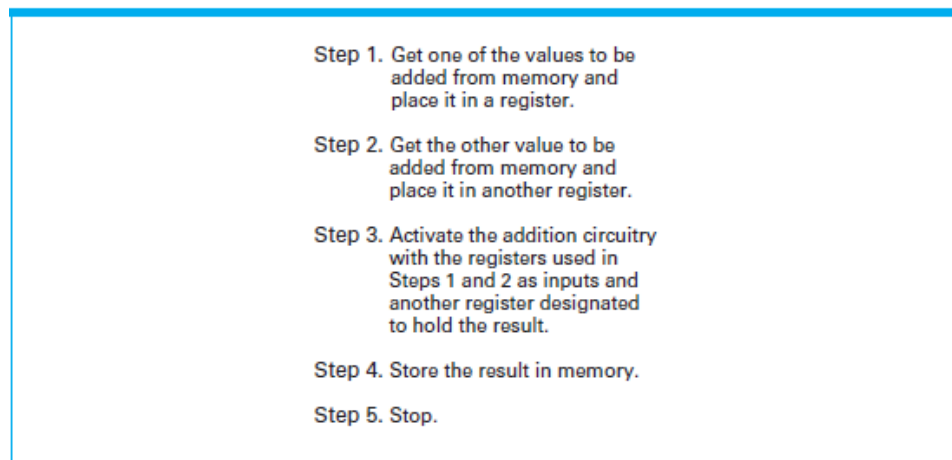 Step 1. Get one of the values to be
added from memory and
place it in a register.
Step 2. Get the other value to be
added from memory and
place it in another register.
Step 3. Activate the addition circuitry
with the registers used in
Steps 1 and 2 as inputs and
another register designated
to hold the result.
Step 4. Store the result in memory.
Step 5. Stop.